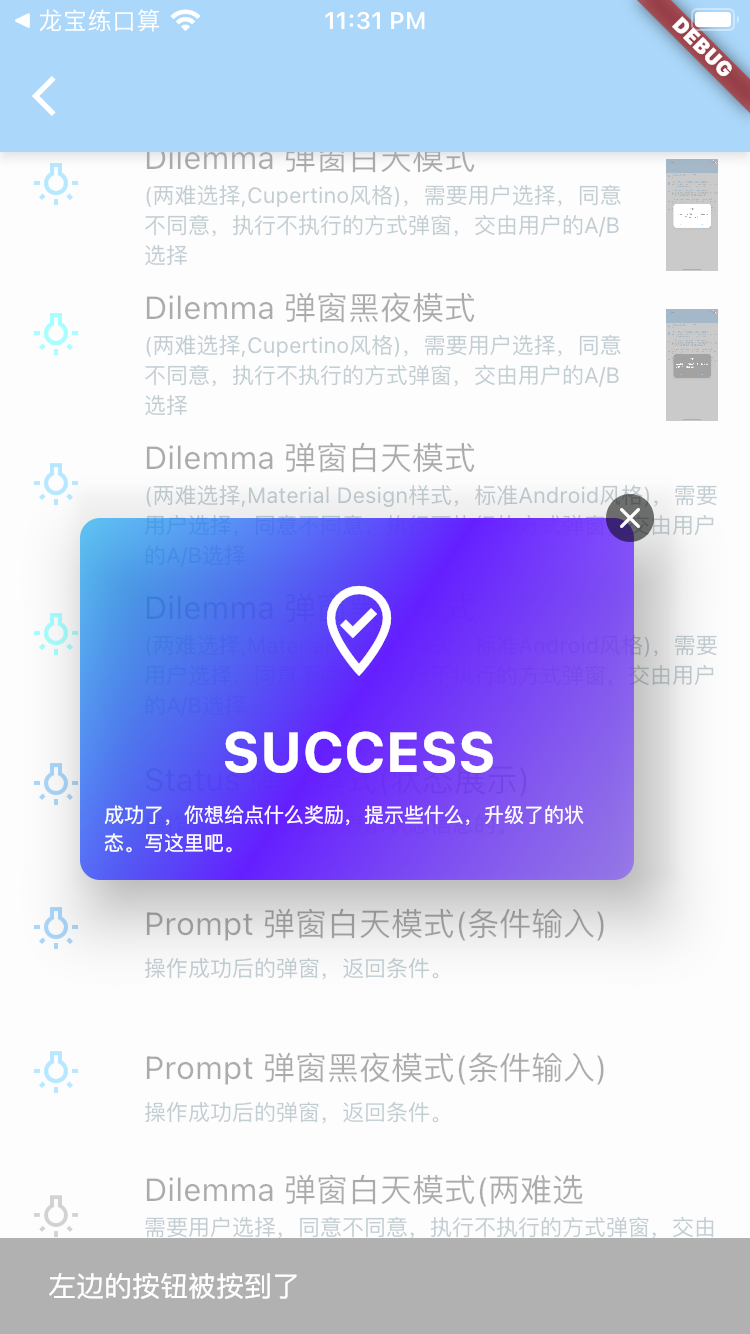 龙宝练口算
11:31 PM
DEBUG
Dilemma 弹窗白天模式
(两难选择,Cupertino风格)，需要用户选择，同意
不同意，执行不执行的方式弹窗，交由用户的A/B
选择
Dilemma 弹窗黑夜模式
(两难选择,Cupertino风格)，需要用户选择，同意
不同意，执行不执行的方式弹窗，交由用户的A/B
选择
Dilemma 弹窗白天模式
(两难选择,Material Design样式，标准Android风格)，需要
用户选择，同意不同意，执行不执行的方式弹窗，交由用户
的A/B选择
Dilemma 弹 式
(两难选择,Mate 标准Android风格)，需要
用户选择，同意 执行的方式弹窗，交由用户
的A/B选择
Status 式(状态展示)
SUCCESS
成功了，你想给点什么奖励，提示些什么，升级了的状
态。写这里吧。
Prompt 弹窗白天模式(条件输入)
操作成功后的弹窗，返回条件。
Prompt 弹窗黑夜模式(条件输入)
操作成功后的弹窗，返回条件。
Dilemma 弹窗白天模式(两难选
需要用户选择，同意不同意，执行不执行的方式弹窗，交由
左边的按钮被按到了